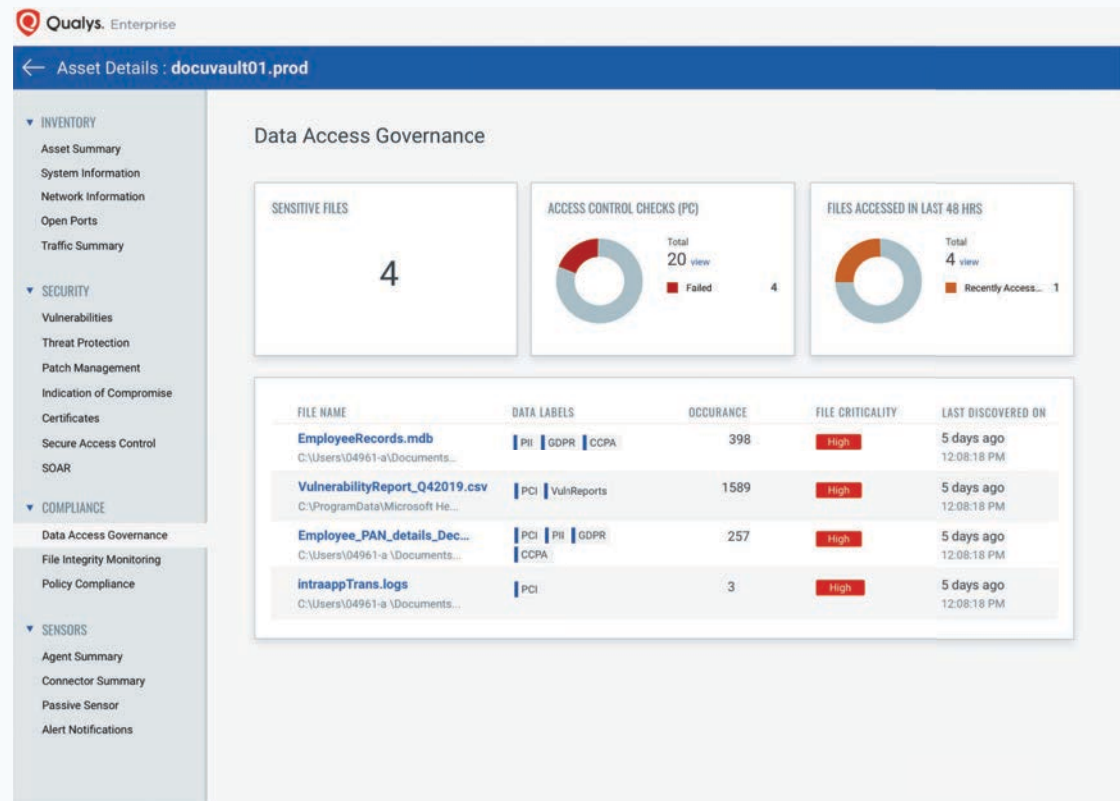 Qualys. Enterprise
Asset Details : docuvault01.prod
INVENTORY
Asset Summary
System Information
Network Information
Open Ports
Traffic Summary
SECURITY
Vulnerabilities
Threat Protection
Patch Management
Indication of Compromise
Certificates
Secure Access Control
SOAR
COMPLIANCE
Data Access Governance
File Integrity Monitoring
Policy Compliance
SENSORS
Agent Summary
Connector Summary
Passive Sensor
Alert Notifications
Data Access Governance
SENSITIVE FILES
4
ACCESS CONTROL CHECKS (PC)
Total
20 view
Failed 4
FILES ACCESSED IN LAST 48 HRS
Total
4 view
Recently Access... 1
FILE NAME DATA LABELS OCCURANCE FILE CRITICALITY LAST DISCOVERED ON
EmployeeRecords.mdb PII GDPR CCPA 398 High 5 days ago
C:\Users\04961-a\Documents... 12:08:18 PM
VulnerabilityReport_Q42019.csv PCI VulnReports 1589 High 5 days ago
C:\ProgramData\Microsoft He... 12:08:18 PM
Employee_PAN_details_Dec... PCI PII GDPR 257 High 5 days ago
C:\Users\04961-a \Documents... CCPA 12:08:18 PM
intraappTrans.logs PCI 3 High 5 days ago
C:\Users\04961-a \Documents... 12:08:18 PM